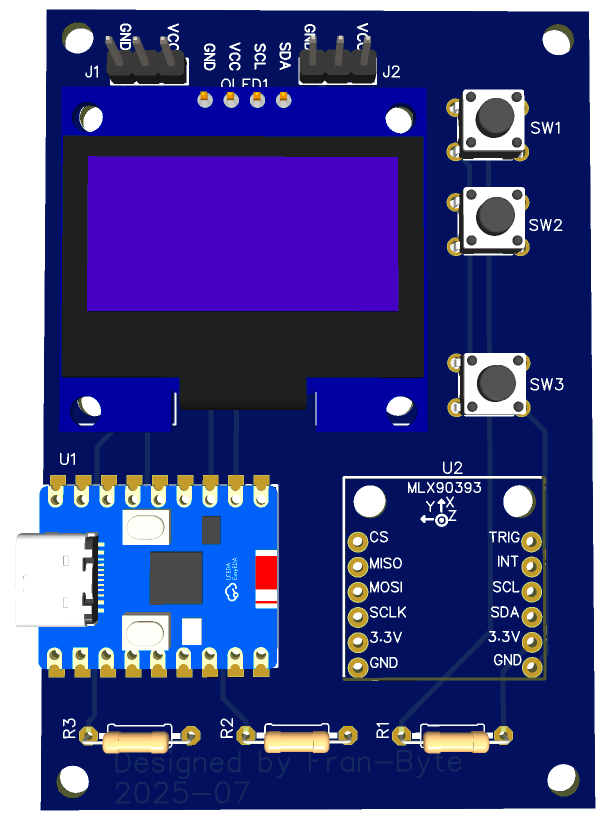 GND VCC
J1
GND VCC SCL SDA
OLED1
GND VCC
J2
SW1
SW2
SW3
U1
U2
MLX90393
Y X
Z
CS TRIG
MISO INT
MOSI SCL
SCLK SDA
3.3V 3.3V
GND GND
LCEDA
EasyEDA
R3 R2 R1
Designed by Fran-Byte
2025-07